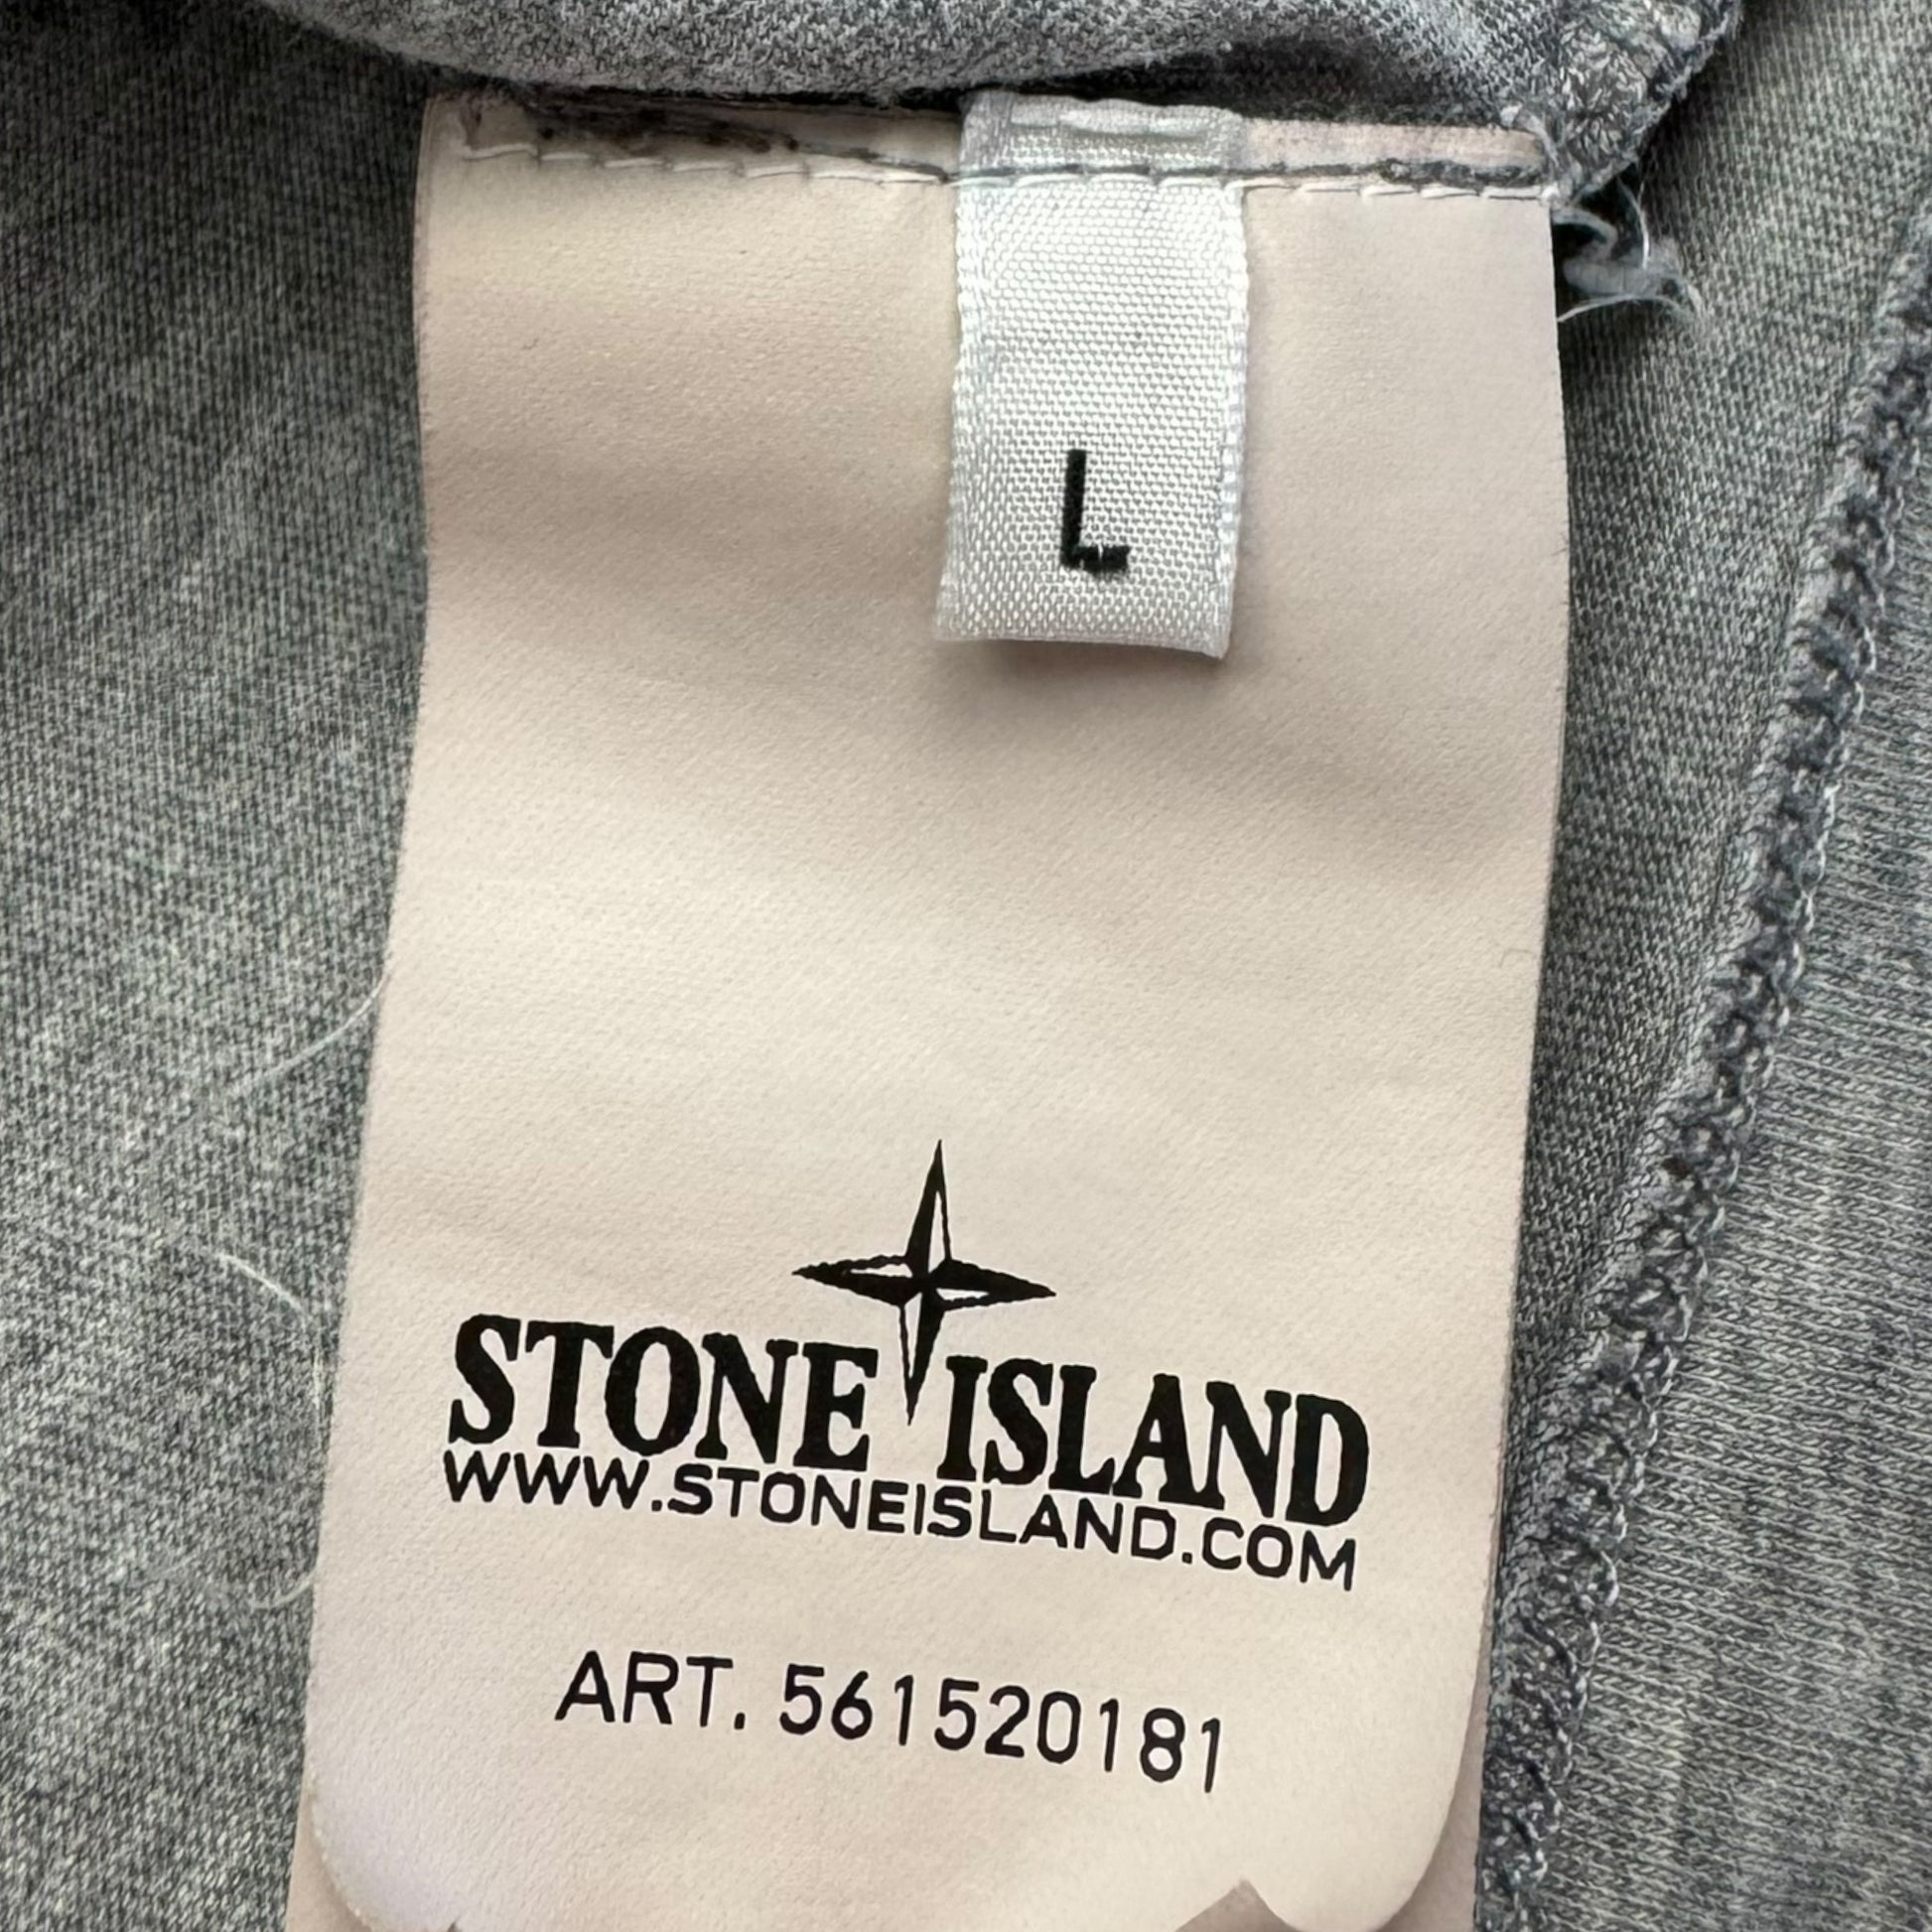 L
STONE ISLAND
WWW.STONEISLAND.COM
ART. 561520181